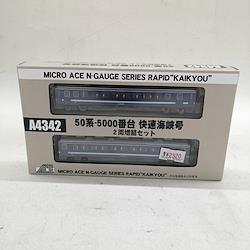 MICRO ACE N-GAUGE SERIES RAPID "KAIKYOU"
A4342
50系-5000番台 快速海峡号
2両増結セット
¥2520
MICRO ACE N-GAUGE SERIES RAPID "KAIKYOU"